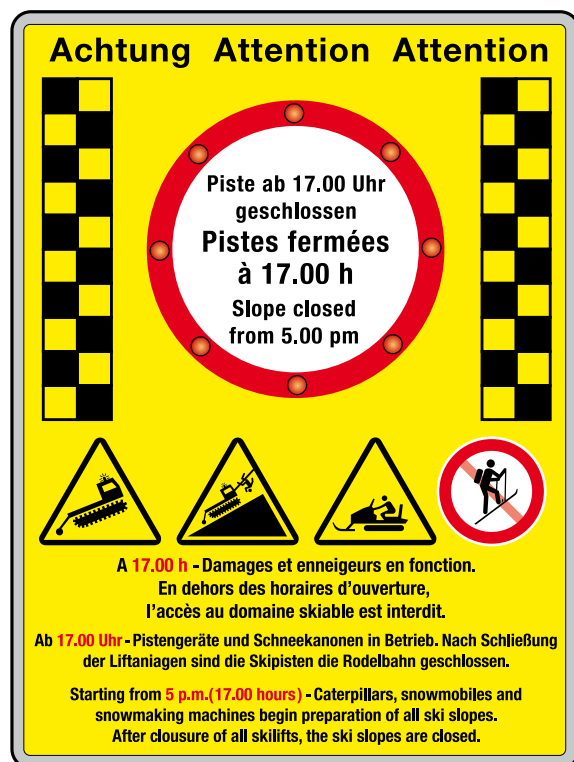 Achtung Attention Attention
Piste ab 17.00 Uhr
geschlossen
Pistes fermées
à 17.00 h
Slope closed
from 5.00 pm
A 17.00 h - Damages et enneigeurs en fonction.
En dehors des horaires d'ouverture,
l'accès au domaine skiable est interdit.
Ab 17.00 Uhr - Pistengeräte und Schneekanonen in Betrieb. Nach Schließung
der Liftaniagen sind die Skipisten die Rodelbahn geschlossen.
Starting from 5 p.m.(17.00 hours) - Caterpillars, snowmobiles and
snowmaking machines begin preparation of all ski slopes.
After clousure of all skilifts, the ski slopes are closed.